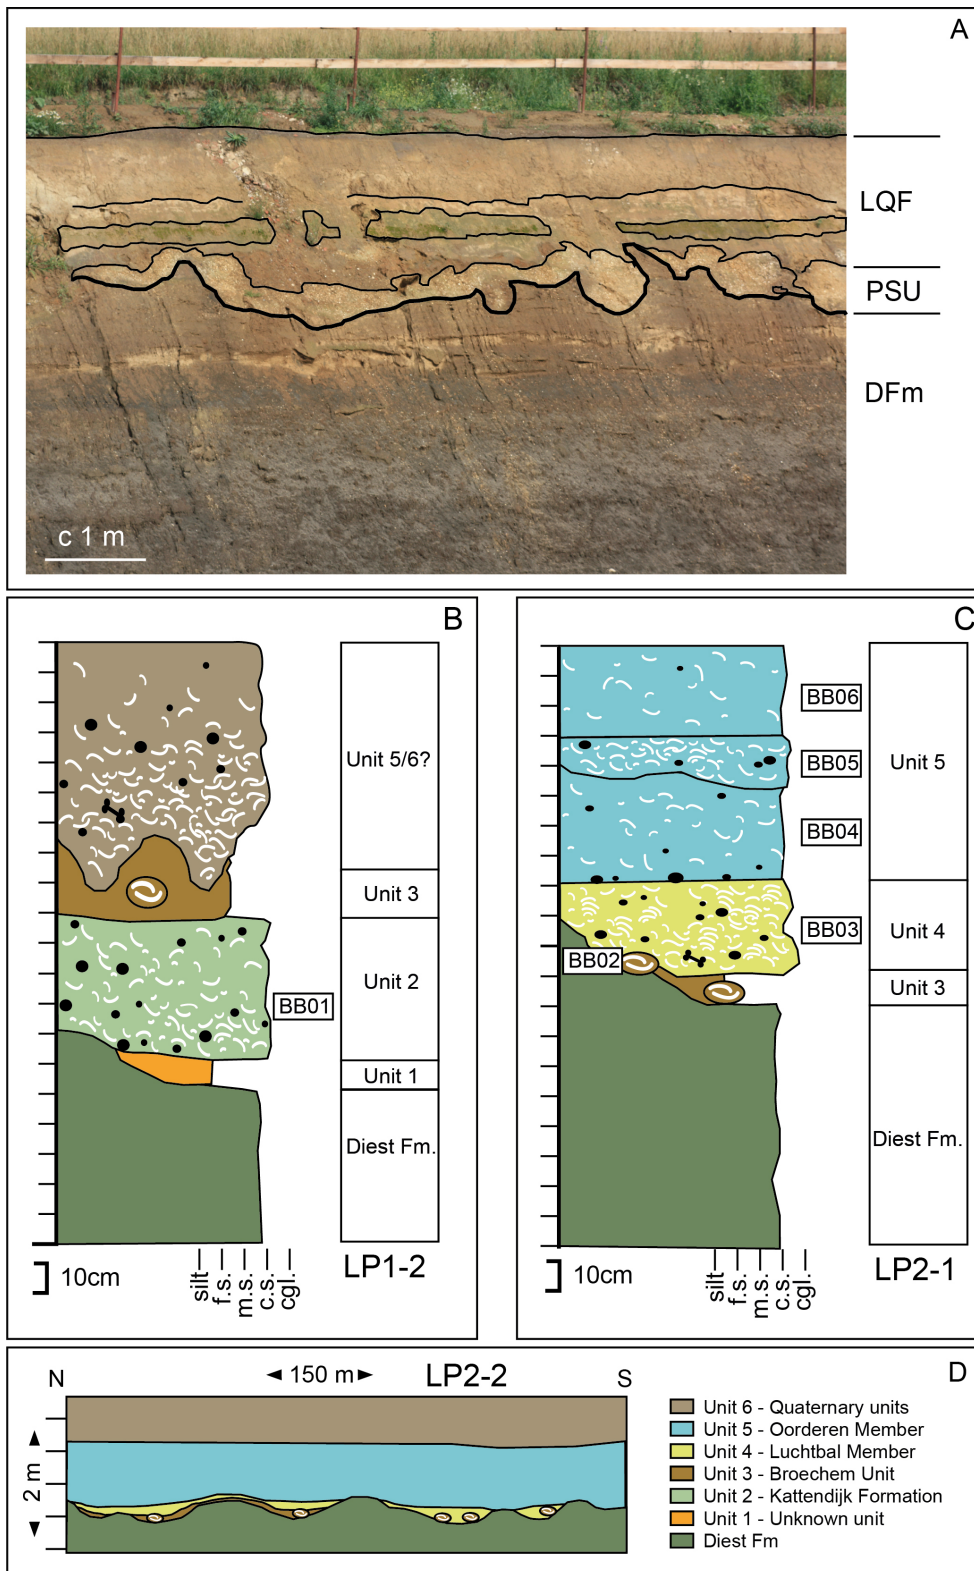 A
LQF
PSU
DFm
c 1 m
B
Unit 5/6?
Unit 3
Unit 2
BB01
Unit 1
Diest Fm.
10cm
silt
f.s.
m.s.
c.s.
cgl.
LP1-2
C
BB06
BB05
Unit 5
BB04
BB03
Unit 4
BB02
Unit 3
Diest Fm.
10cm
silt
f.s.
m.s.
c.s.
cgl.
LP2-1
D
N
150 m
LP2-2
S
2 m
Unit 6 - Quaternary units
Unit 5 - Oorderen Member
Unit 4 - Luchtbal Member
Unit 3 - Broechem Unit
Unit 2 - Kattendijk Formation
Unit 1 - Unknown unit
Diest Fm